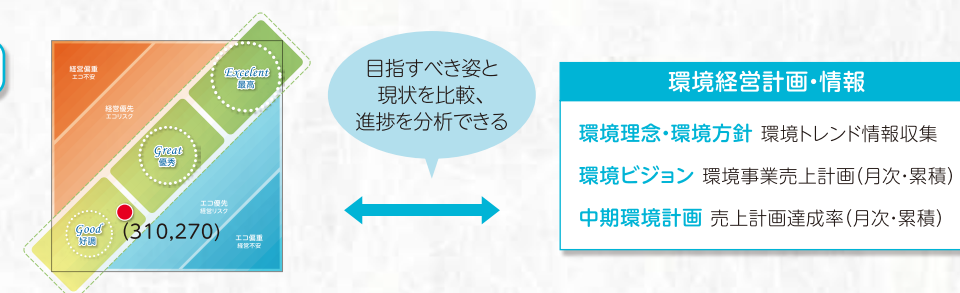 経営偏重
エコ不安
経営優先
エコリスク
Excelent
最高
Great
優秀
Good
好調
(310,270)
エコ優先
経営リスク
エコ偏重
経営不安
目指すべき姿と
現状を比較、
進捗を分析できる
環境経営計画・情報
環境理念・環境方針 環境トレンド情報収集
環境ビジョン 環境事業売上計画(月次・累積)
中期環境計画 売上計画達成率(月次・累積)